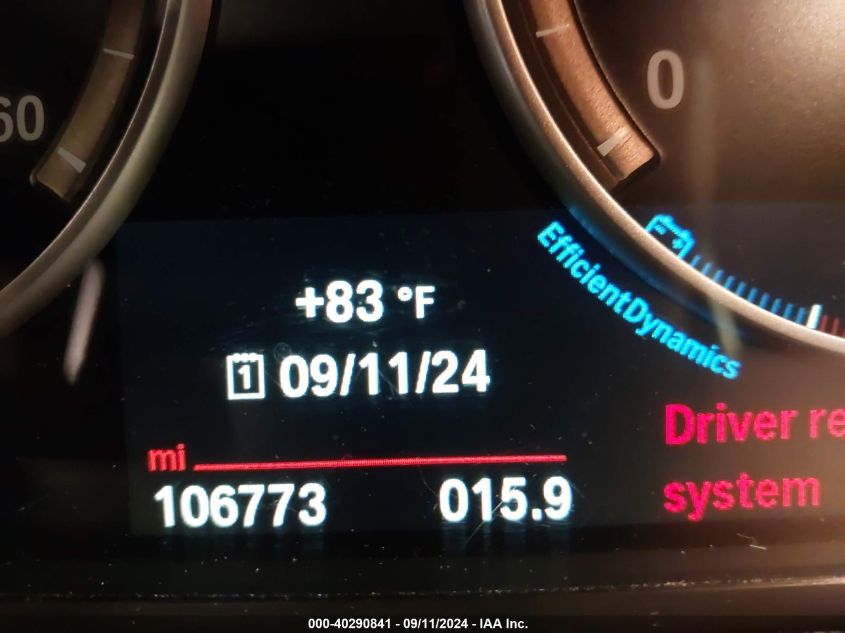 60
0
EfficientDynamics
+83 °F
1 09/11/24
Driver
mi
106773 015.9
system
000-40290841 - 09/11/2024 - IAA Inc.